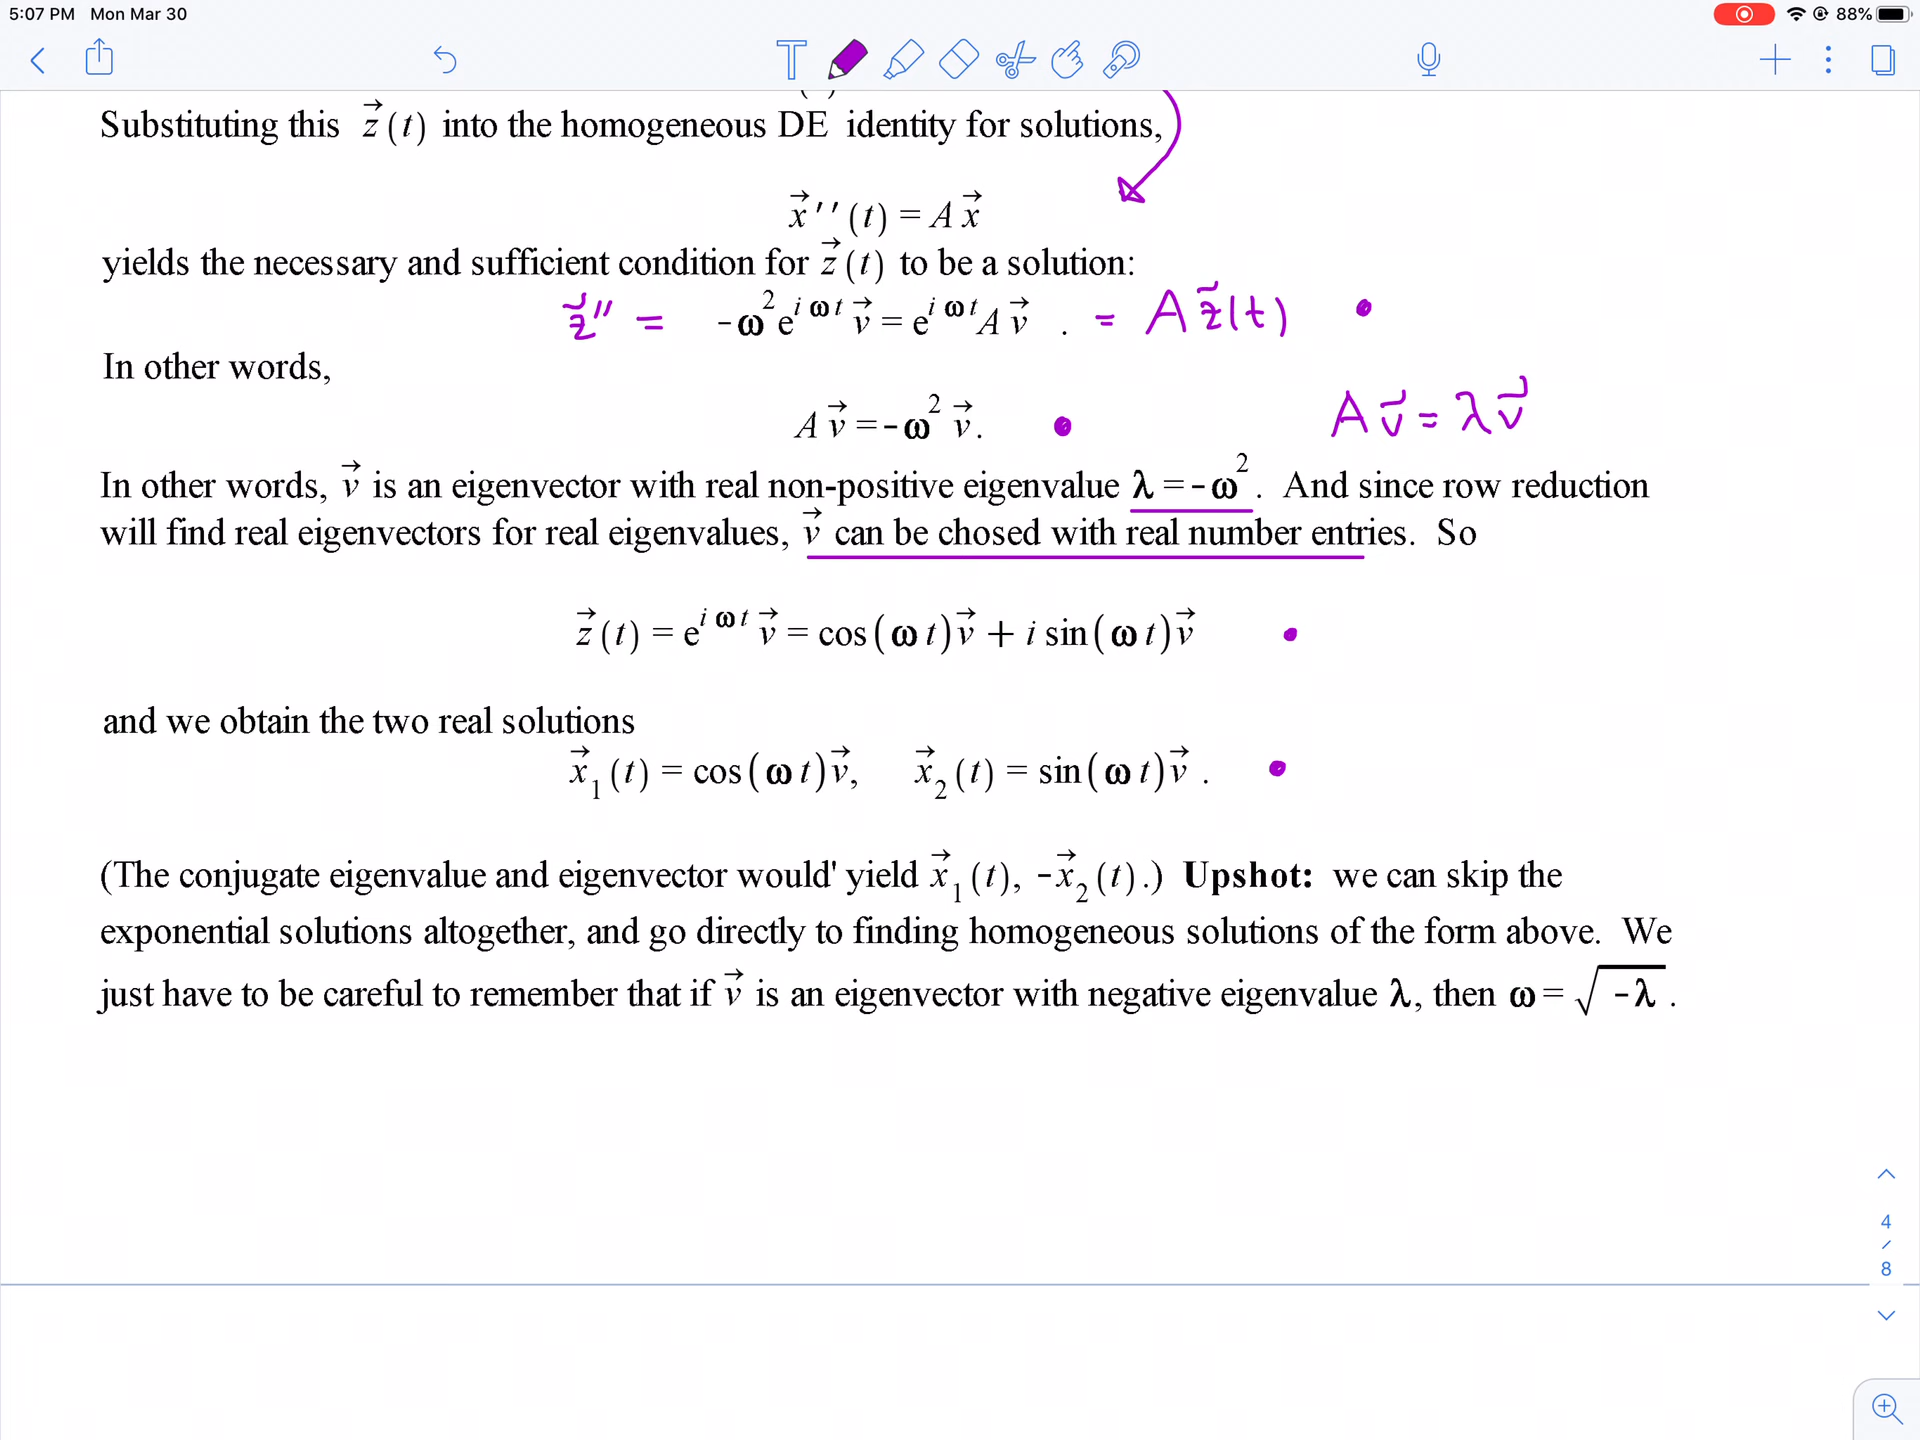 5:07 PM Mon Mar 30 88%
Substituting this z⃗(t) into the homogeneous DE identity for solutions,
x⃗''(t) = A x⃗
yields the necessary and sufficient condition for z⃗(t) to be a solution:
z⃗'' = -ω² e^{iωt} v⃗ = e^{iωt} A v⃗ . = A z⃗(t)
In other words,
A v⃗ = -ω² v⃗. A v⃗ = λ v⃗
In other words, v⃗ is an eigenvector with real non-positive eigenvalue λ = -ω². And since row reduction
will find real eigenvectors for real eigenvalues, v⃗ can be chosed with real number entries. So
z⃗(t) = e^{iωt} v⃗ = cos(ωt)v⃗ + i sin(ωt)v⃗
and we obtain the two real solutions
x⃗₁(t) = cos(ωt)v⃗, x⃗₂(t) = sin(ωt)v⃗ .
(The conjugate eigenvalue and eigenvector would' yield x⃗₁(t), -x⃗₂(t).) Upshot: we can skip the
exponential solutions altogether, and go directly to finding homogeneous solutions of the form above. We
just have to be careful to remember that if v⃗ is an eigenvector with negative eigenvalue λ, then ω = √-λ .
4
/
8